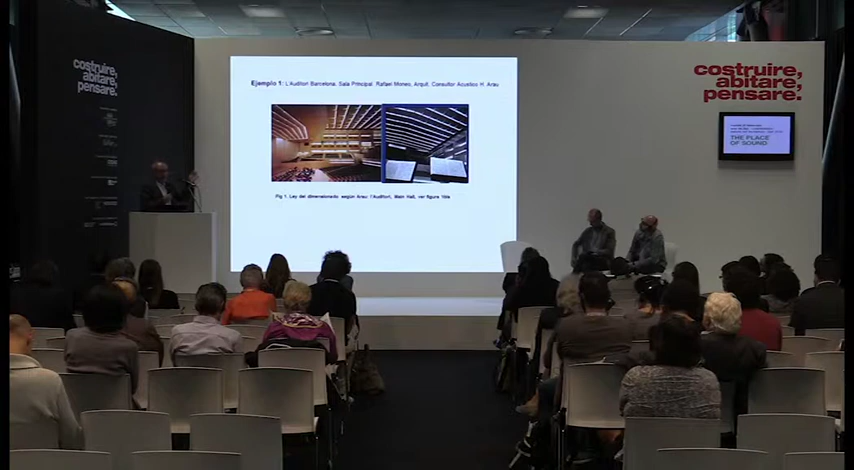 costruire,
abitare,
pensare.
Ejemplo 1: L'Auditori Barcelona, Sala Principal. Rafael Moneo, Arquit. Consultor Acustico H. Arau
Fig 1. Ley del dimensionado según Arau: l'Auditori, Main Hall, ver figura
costruire,
abitare,
pensare.
THE PLACE
OF SOUND